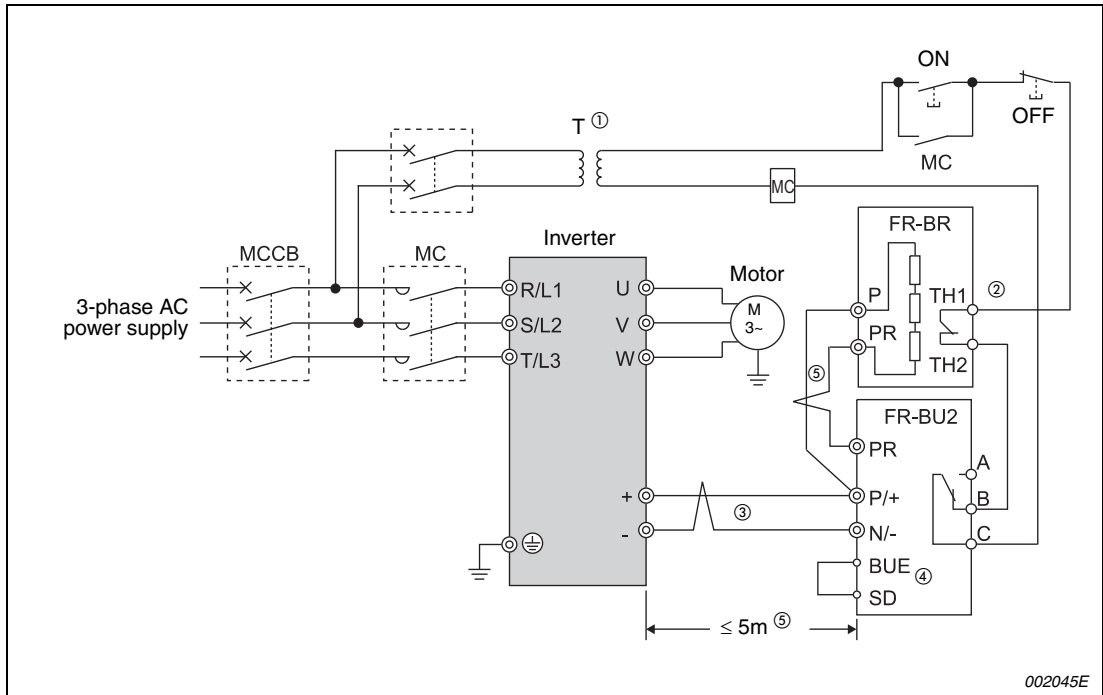 ON
OFF
T ①
MC
MC
FR-BR
MCCB
MC
Inverter
Motor
3-phase AC
power supply
R/L1
S/L2
T/L3
U
V
W
M
3~
P
PR
TH1
②
TH2
⑤
FR-BU2
PR
A
P/+
B
N/-
C
+
-
③
BUE ④
SD
≤ 5m ⑤
002045E